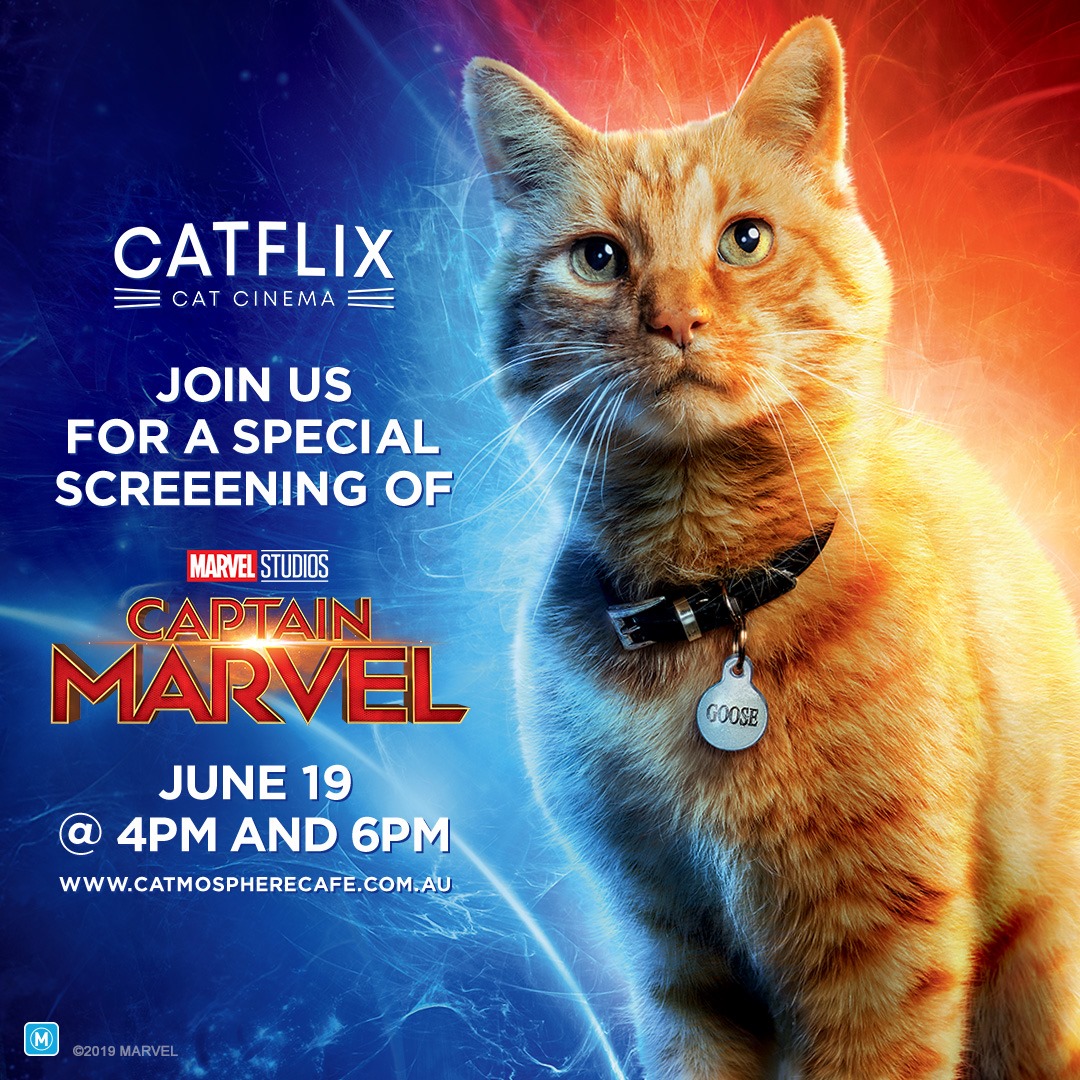 CATFLIX
CAT CINEMA
JOIN US
FOR A SPECIAL
SCREEENING OF
MARVEL STUDIOS
CAPTAIN
MARVEL
GOOSE
JUNE 19
@ 4PM AND 6PM
WWW.CATMOSPHERECAFE.COM.AU
M
©2019 MARVEL